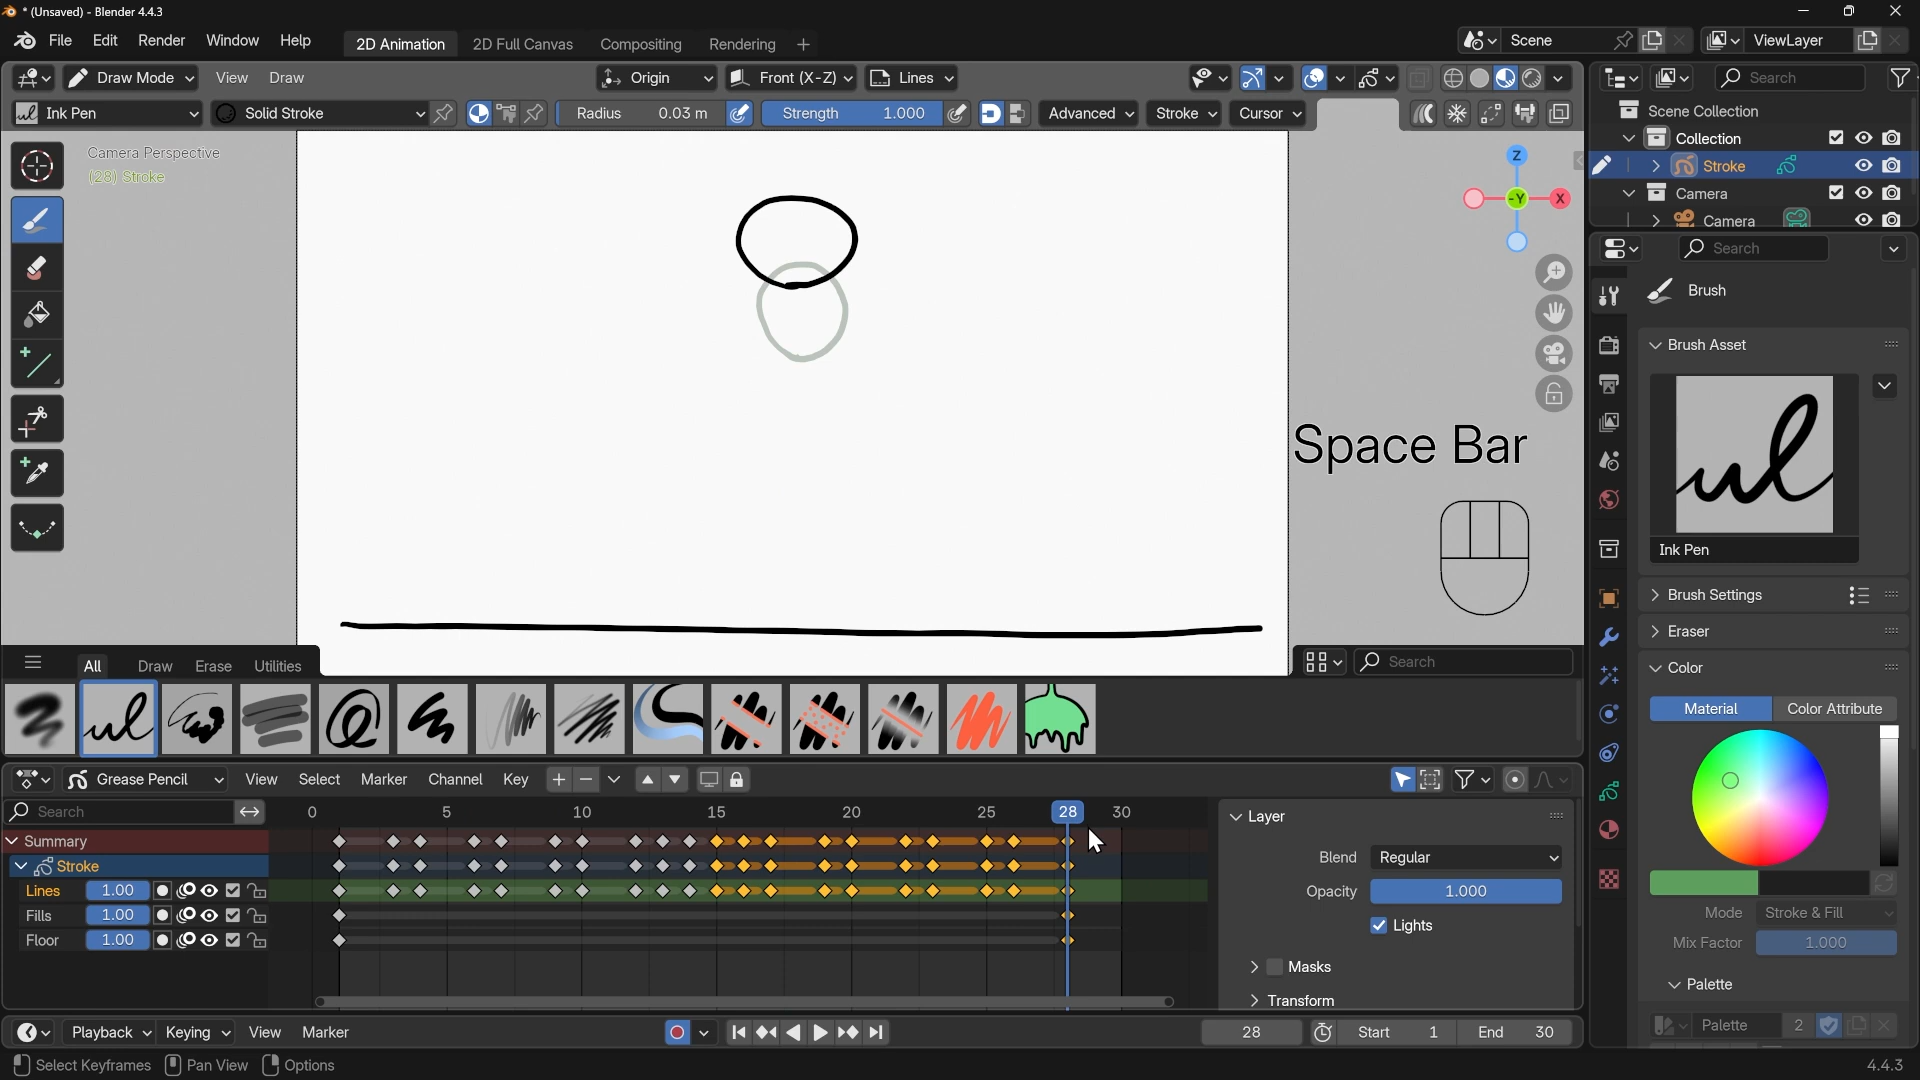 * (Unsaved) - Blender 4.4.3
File Edit Render Window Help
2D Animation 2D Full Canvas Compositing Rendering +
Scene ViewLayer
Draw Mode View Draw
Origin Front (X-Z) Lines
Search
Ink Pen Solid Stroke
Radius 0.03 m Strength 1.000 Advanced Stroke Cursor
Scene Collection
Collection
Stroke
Camera
Camera
Camera Perspective
(28) Stroke
Z
-Y X
Search
Brush
Brush Asset
Ink Pen
Brush Settings
Eraser
Color
Material Color Attribute
Mode Stroke & Fill
Mix Factor 1.000
Palette
Palette 2
Space Bar
All Draw Erase Utilities
Search
Grease Pencil View Select Marker Channel Key
Search
0 5 10 15 20 25 28 30
Summary
Stroke
Lines 1.00
Fills 1.00
Floor 1.00
Layer
Blend Regular
Opacity 1.000
Lights
Masks
Transform
Playback Keying View Marker
28 Start 1 End 30
Select Keyframes Pan View Options
4.4.3